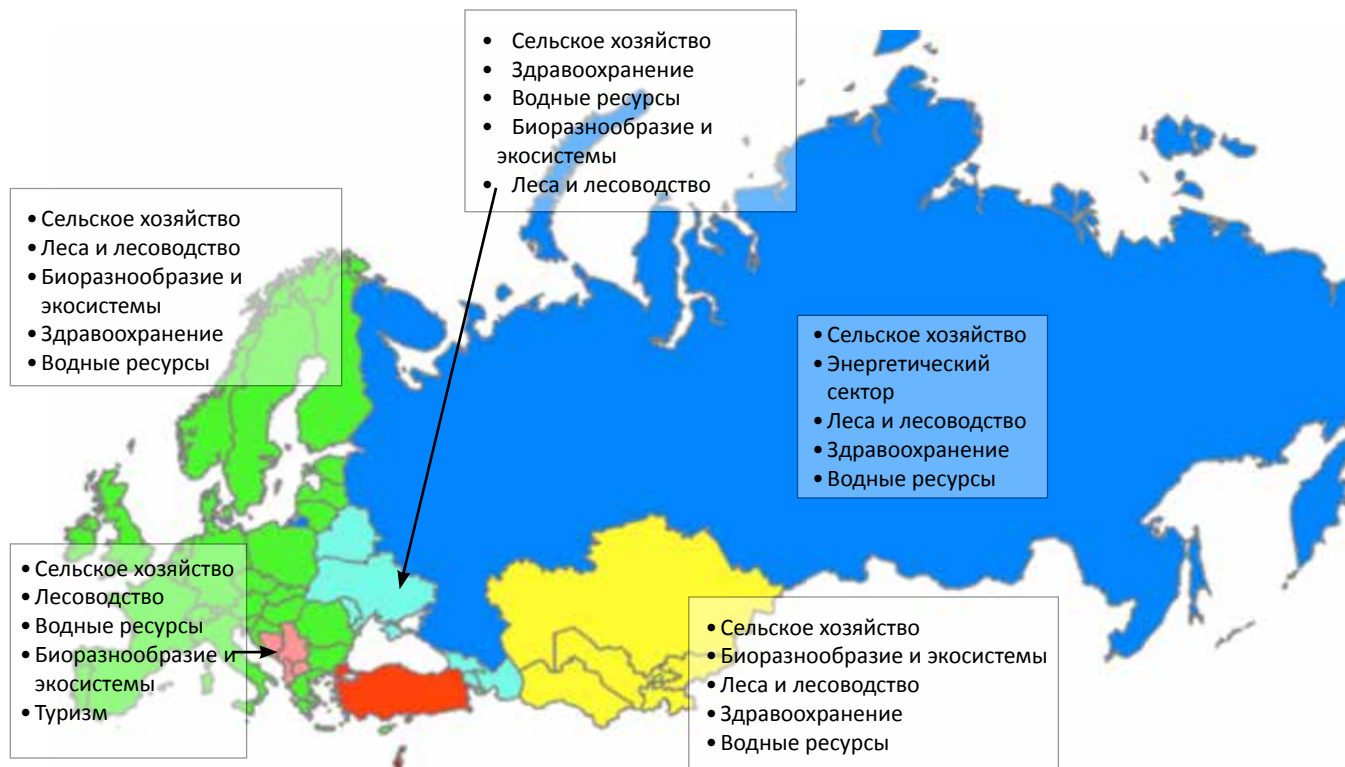 • Сельское хозяйство
• Здравоохранение
• Водные ресурсы
• Биоразнообразие и
экосистемы
• Леса и лесоводство
• Сельское хозяйство
• Леса и лесоводство
• Биоразнообразие и
экосистемы
• Здравоохранение
• Водные ресурсы
• Сельское хозяйство
• Энергетический
сектор
• Леса и лесоводство
• Здравоохранение
• Водные ресурсы
• Сельское хозяйство
• Лесоводство
• Водные ресурсы
• Биоразнообразие и
экосистемы
• Туризм
• Сельское хозяйство
• Биоразнообразие и экосистемы
• Леса и лесоводство
• Здравоохранение
• Водные ресурсы